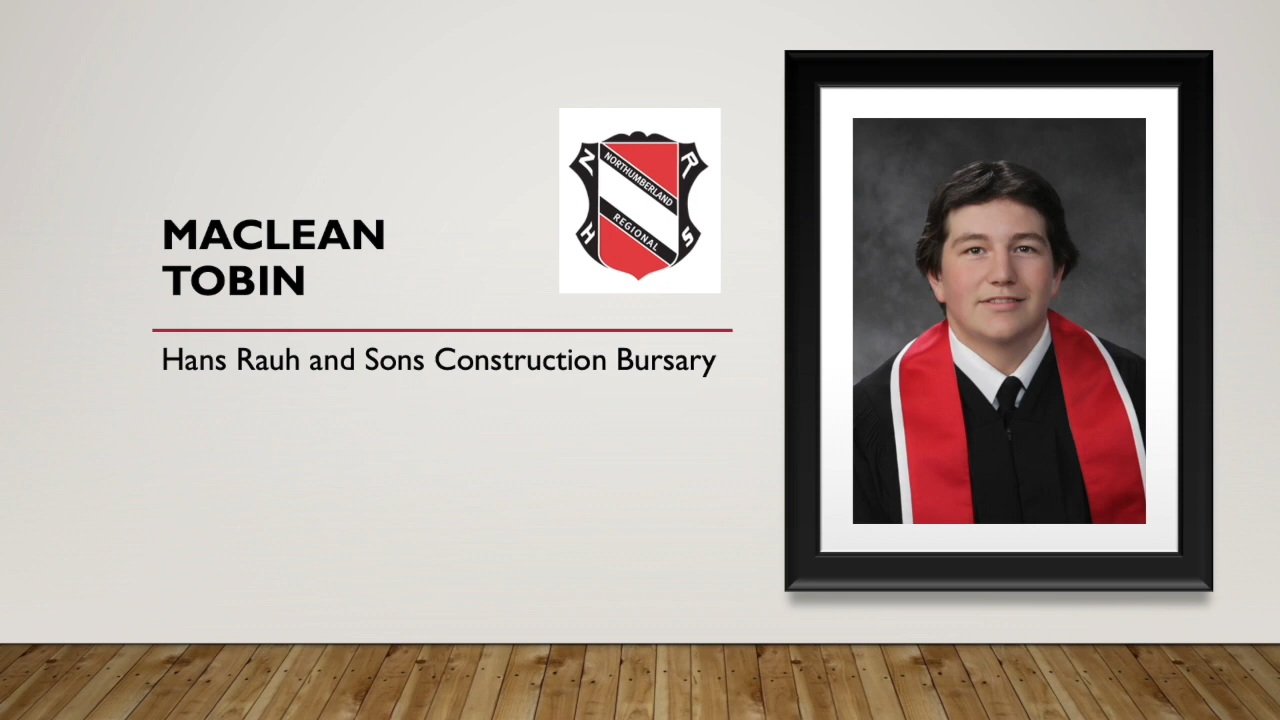 MACLEAN
TOBIN
Hans Rauh and Sons Construction Bursary
N R
NORTHUMBERLAND
REGIONAL
H S